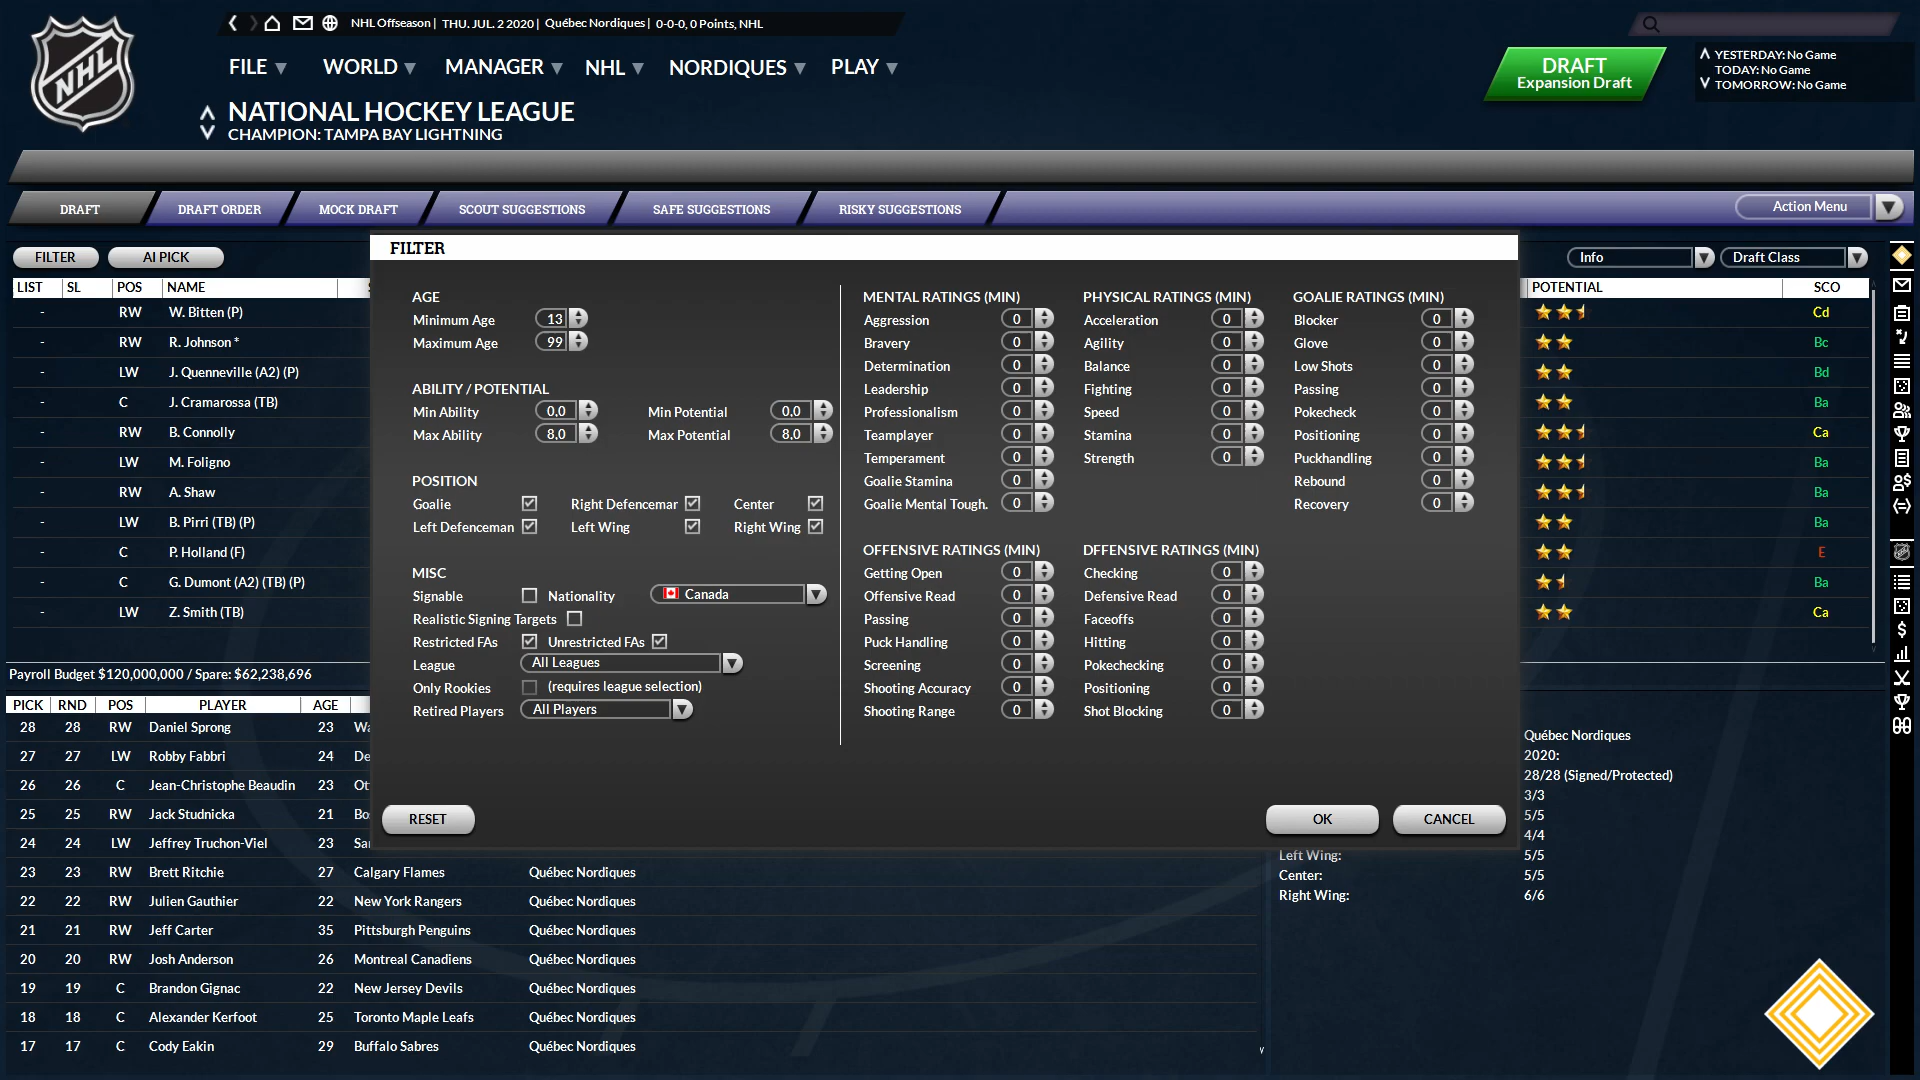 NHL
NHL Offseason | THU. JUL. 2 2020 | Québec Nordiques | 0-0-0, 0 Points, NHL
FILE WORLD MANAGER NHL NORDIQUES PLAY
DRAFT
Expansion Draft
YESTERDAY: No Game
TODAY: No Game
TOMORROW: No Game
NATIONAL HOCKEY LEAGUE
CHAMPION: TAMPA BAY LIGHTNING
DRAFT DRAFT ORDER MOCK DRAFT SCOUT SUGGESTIONS SAFE SUGGESTIONS RISKY SUGGESTIONS Action Menu
FILTER AI PICK Info Draft Class
LIST SL POS NAME POTENTIAL SCO
- RW W. Bitten (P) Cd
- RW R. Johnson * Bc
- LW J. Quenneville (A2) (P) Bd
- C J. Cramarossa (TB) Ba
- RW B. Connolly Ca
- LW M. Foligno Ba
- RW A. Shaw Ba
- LW B. Pirri (TB) (P) Ba
- C P. Holland (F) E
- C G. Dumont (A2) (TB) (P) Ba
- LW Z. Smith (TB) Ca
Payroll Budget $120,000,000 / Spare: $62,238,696
FILTER
AGE
Minimum Age 13
Maximum Age 99
ABILITY / POTENTIAL
Min Ability 0,0 Min Potential 0,0
Max Ability 8,0 Max Potential 8,0
POSITION
Goalie Right Defencemar Center
Left Defenceman Left Wing Right Wing
MISC
Signable Nationality Canada
Realistic Signing Targets
Restricted FAs Unrestricted FAs
League All Leagues
Only Rookies (requires league selection)
Retired Players All Players
MENTAL RATINGS (MIN)
Aggression 0
Bravery 0
Determination 0
Leadership 0
Professionalism 0
Teamplayer 0
Temperament 0
Goalie Stamina 0
Goalie Mental Tough. 0
PHYSICAL RATINGS (MIN)
Acceleration 0
Agility 0
Balance 0
Fighting 0
Speed 0
Stamina 0
Strength 0
GOALIE RATINGS (MIN)
Blocker 0
Glove 0
Low Shots 0
Passing 0
Pokecheck 0
Positioning 0
Puckhandling 0
Rebound 0
Recovery 0
OFFENSIVE RATINGS (MIN)
Getting Open 0
Offensive Read 0
Passing 0
Puck Handling 0
Screening 0
Shooting Accuracy 0
Shooting Range 0
DFFENSIVE RATINGS (MIN)
Checking 0
Defensive Read 0
Faceoffs 0
Hitting 0
Pokechecking 0
Positioning 0
Shot Blocking 0
RESET OK CANCEL
PICK RND POS PLAYER AGE
28 28 RW Daniel Sprong 23 Wa
27 27 LW Robby Fabbri 24 De
26 26 C Jean-Christophe Beaudin 23 Ot
25 25 RW Jack Studnicka 21 Bo
24 24 LW Jeffrey Truchon-Viel 23 Sa
23 23 RW Brett Ritchie 27 Calgary Flames Québec Nordiques
22 22 RW Julien Gauthier 22 New York Rangers Québec Nordiques
21 21 RW Jeff Carter 35 Pittsburgh Penguins Québec Nordiques
20 20 RW Josh Anderson 26 Montreal Canadiens Québec Nordiques
19 19 C Brandon Gignac 22 New Jersey Devils Québec Nordiques
18 18 C Alexander Kerfoot 25 Toronto Maple Leafs Québec Nordiques
17 17 C Cody Eakin 29 Buffalo Sabres Québec Nordiques
Québec Nordiques
2020:
28/28 (Signed/Protected)
3/3
5/5
4/4
Left Wing: 5/5
Center: 5/5
Right Wing: 6/6